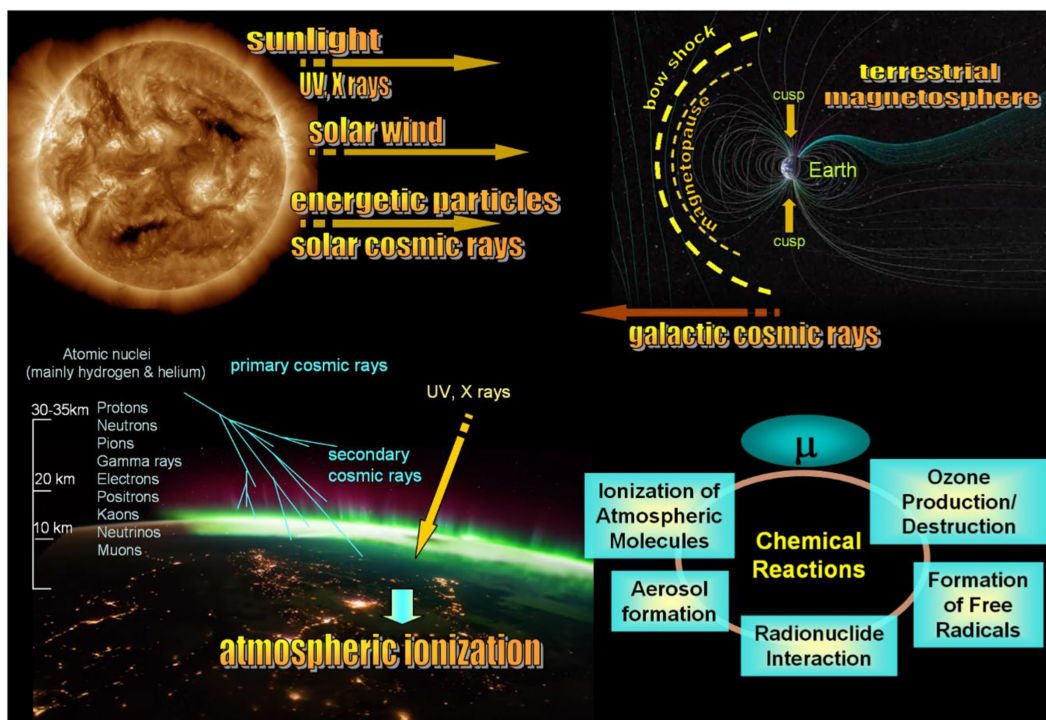 sunlight
UV, X rays
solar wind
energetic particles
solar cosmic rays
bow shock
magnetopause
cusp
terrestrial
magnetosphere
Earth
cusp
galactic cosmic rays
Atomic nuclei
(mainly hydrogen & helium)
primary cosmic rays
UV, X rays
30-35km
20 km
10 km
Protons
Neutrons
Pions
Gamma rays
Electrons
Positrons
Kaons
Neutrinos
Muons
secondary
cosmic rays
atmospheric ionization
μ
Ionization of
Atmospheric
Molecules
Ozone
Production/
Destruction
Chemical
Reactions
Aerosol
formation
Formation
of Free
Radicals
Radionuclide
Interaction